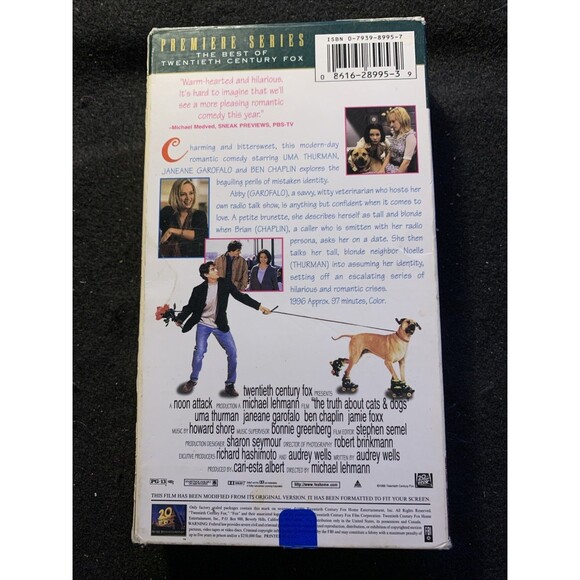 PREMIERE SERIES
THE BEST OF
TWENTIETH CENTURY FOX
ISBN 0-7939-8995-7
0 8616-28995-3 9
"Warm-hearted and hilarious.
It's hard to imagine that we'll
see a more pleasing romantic
comedy this year."
–Michael Medved, SNEAK PREVIEWS, PBS-TV
Charming and bittersweet, this modern-day
romantic comedy starring UMA THURMAN,
JANEANE GAROFALO and BEN CHAPLIN explores the
beguiling perils of mistaken identity.
Abby (GAROFALO), a savvy, witty veterinarian who hosts her
own radio talk show, is anything but confident when it comes to
love. A petite brunette, she describes herself as tall and blonde
when Brian (CHAPLIN), a caller who is smitten with her radio
persona, asks her on a date. She then
talks her tall, blonde neighbor Noelle
(THURMAN) into assuming her identity,
setting off an escalating series of
hilarious and romantic crises.
1996 Approx. 97 minutes. Color.
twentieth century fox PRESENTS
A noon attack PRODUCTION A michael lehmann FILM "the truth about cats & dogs
uma thurman janeane garofalo ben chaplin jamie foxx
MUSIC BY howard shore MUSIC SUPERVISOR bonnie greenberg FILM EDITOR stephen semel
PRODUCTION DESIGNER sharon seymour DIRECTOR OF PHOTOGRAPHY robert brinkmann
EXECUTIVE PRODUCERS richard hashimoto AND audrey wells WRITTEN BY audrey wells
PRODUCED BY cari-esta albert DIRECTED BY michael lehmann
PG-13
http://www.foxhome.com
THIS FILM HAS BEEN MODIFIED FROM ITS ORIGINAL VERSION. IT HAS BEEN FORMATTED TO FIT YOUR SCREEN.